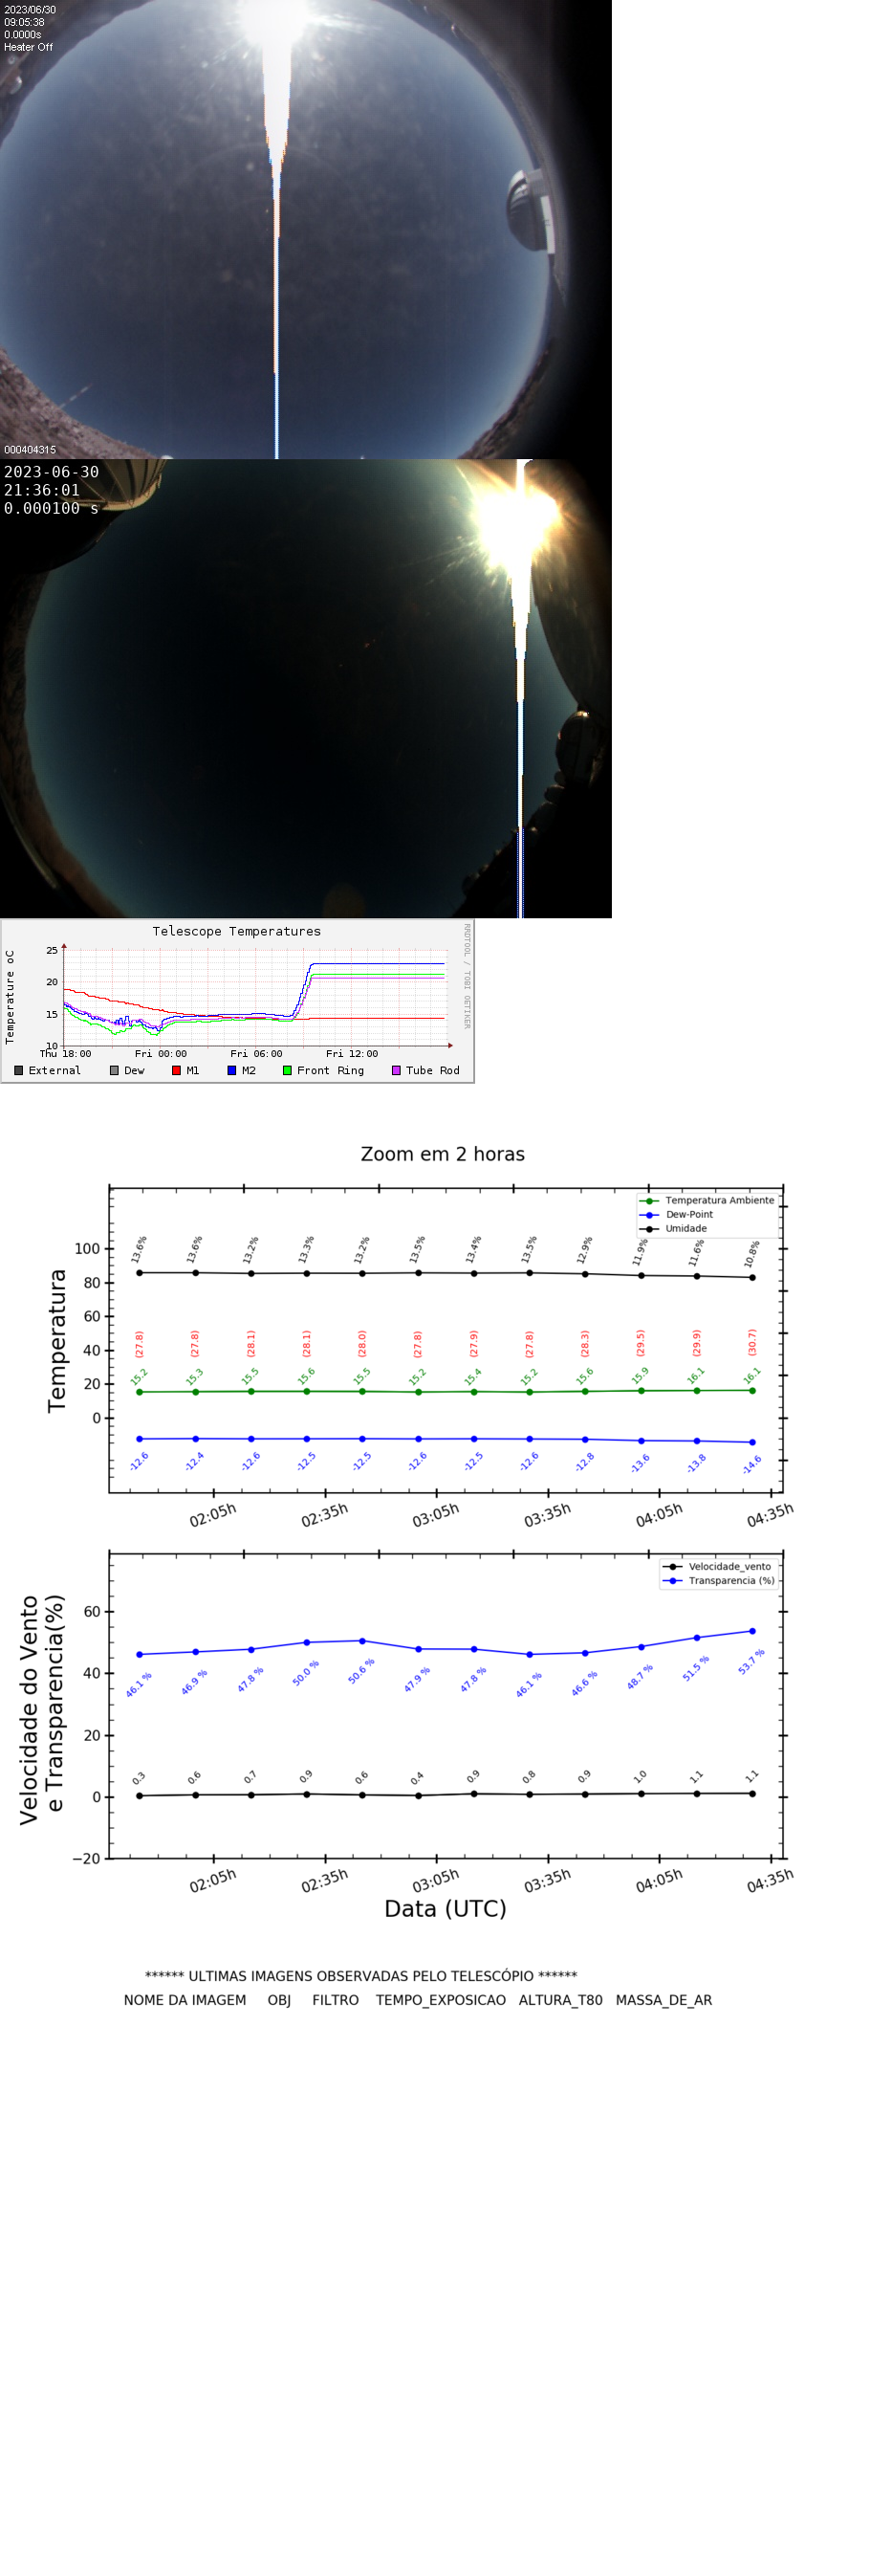 2023/06/30
09:05:38
0.0000s
Heater Off
000404315
2023-06-30
21:36:01
0.000100 s
Telescope Temperatures
RRDTOOL / TOBI OETIKER
Temperature oC
25
20
15
10
Thu 18:00 Fri 00:00 Fri 06:00 Fri 12:00
External Dew M1 M2 Front Ring Tube Rod
Zoom em 2 horas
Temperatura Ambiente
Dew-Point
Umidade
Temperatura
100
80
60
40
20
0
13.6% 13.6% 13.2% 13.3% 13.2% 13.5% 13.4% 13.5% 12.9% 11.9% 11.6% 10.8%
(27.8) (27.8) (28.1) (28.1) (28.0) (27.8) (27.9) (27.8) (28.3) (29.5) (29.9) (30.7)
15.2 15.3 15.5 15.6 15.5 15.2 15.4 15.2 15.6 15.9 16.1 16.1
-12.6 -12.4 -12.6 -12.5 -12.5 -12.6 -12.5 -12.6 -12.8 -13.6 -13.8 -14.6
02:05h 02:35h 03:05h 03:35h 04:05h 04:35h
Velocidade_vento
Transparencia (%)
Velocidade do Vento
e Transparencia(%)
60
40
20
0
−20
46.1 % 46.9 % 47.8 % 50.0 % 50.6 % 47.9 % 47.8 % 46.1 % 46.6 % 48.7 % 51.5 % 53.7 %
0.3 0.6 0.7 0.9 0.6 0.4 0.9 0.8 0.9 1.0 1.1 1.1
02:05h 02:35h 03:05h 03:35h 04:05h 04:35h
Data (UTC)
****** ULTIMAS IMAGENS OBSERVADAS PELO TELESCÓPIO ******
NOME DA IMAGEM OBJ FILTRO TEMPO_EXPOSICAO ALTURA_T80 MASSA_DE_AR